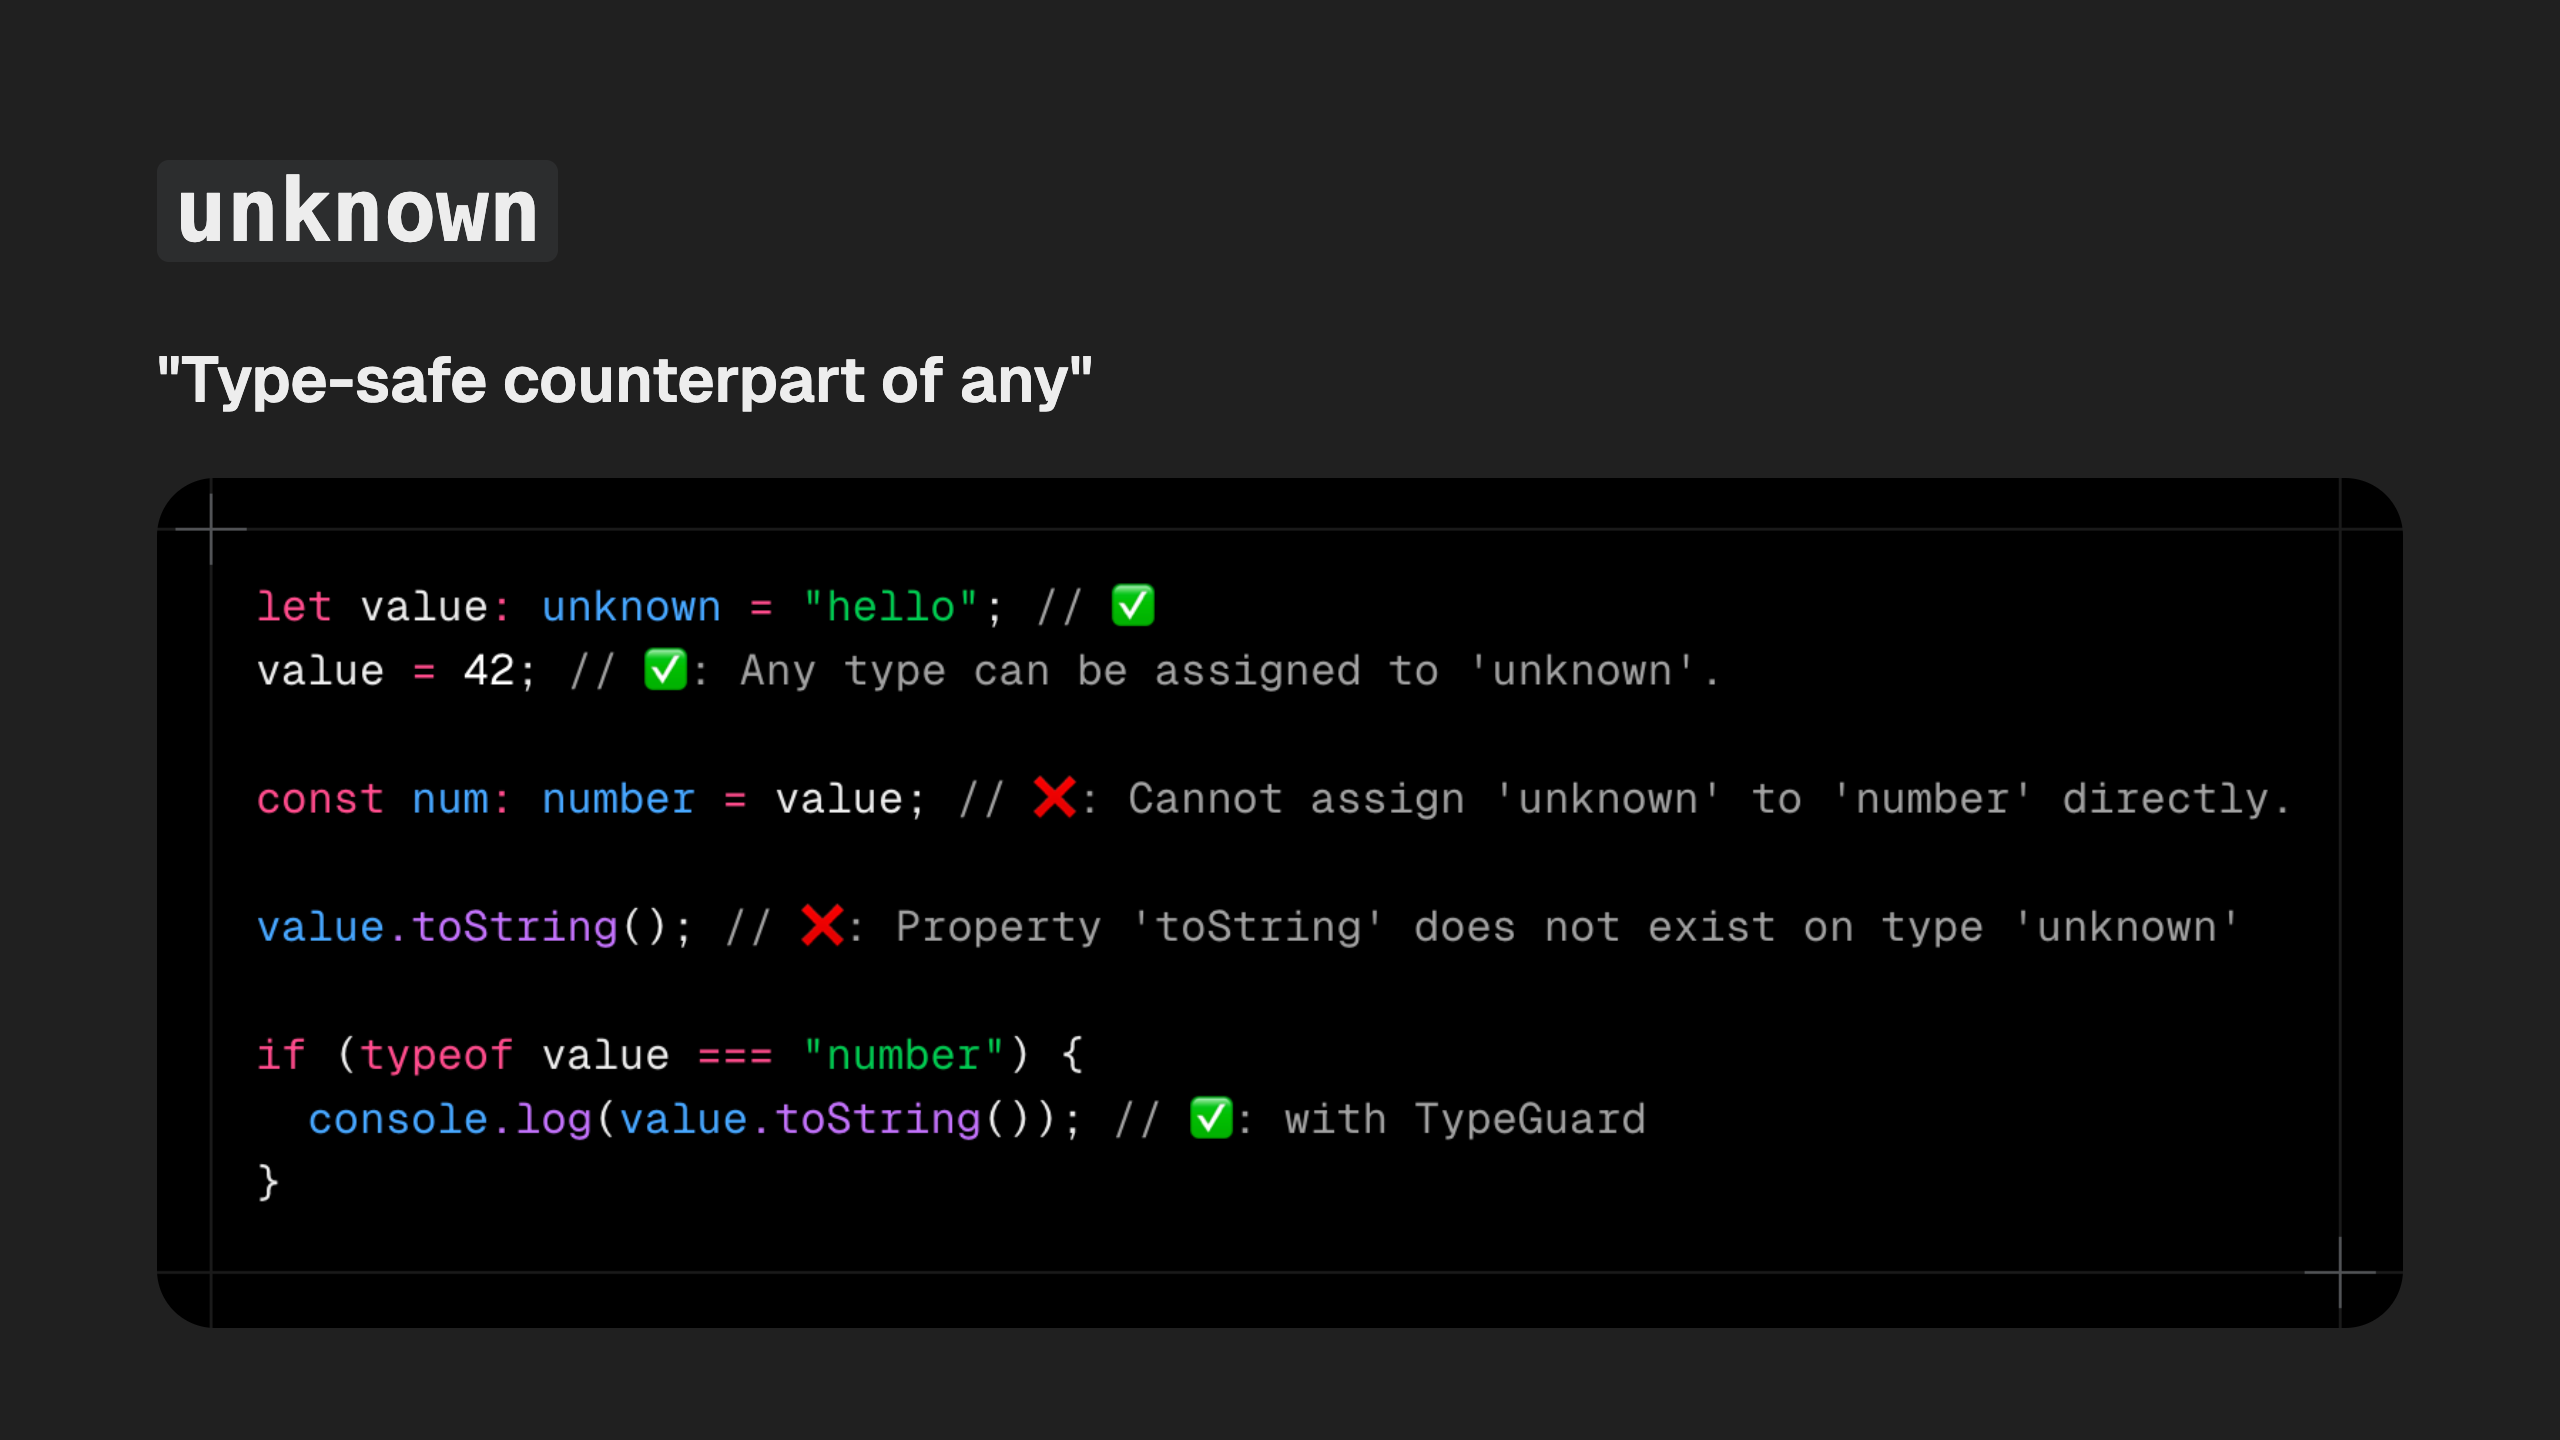 unknown
"Type-safe counterpart of any"
let value: unknown = "hello"; // ✅
value = 42; // ✅: Any type can be assigned to 'unknown'.
const num: number = value; // ❌: Cannot assign 'unknown' to 'number' directly.
value.toString(); // ❌: Property 'toString' does not exist on type 'unknown'
if (typeof value === "number") {
  console.log(value.toString()); // ✅: with TypeGuard
}